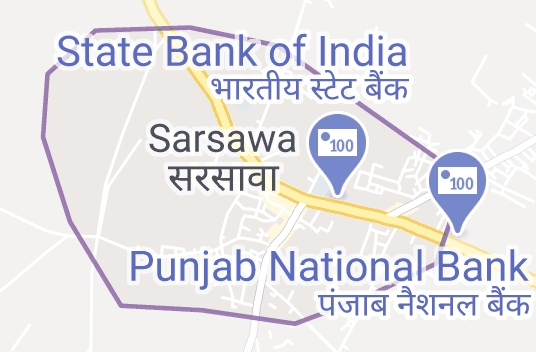 State Bank of India
भारतीय स्टेट बैंक
Sarsawa
सरसावा
100
100
Punjab National Bank
पंजाब नैशनल बैंक